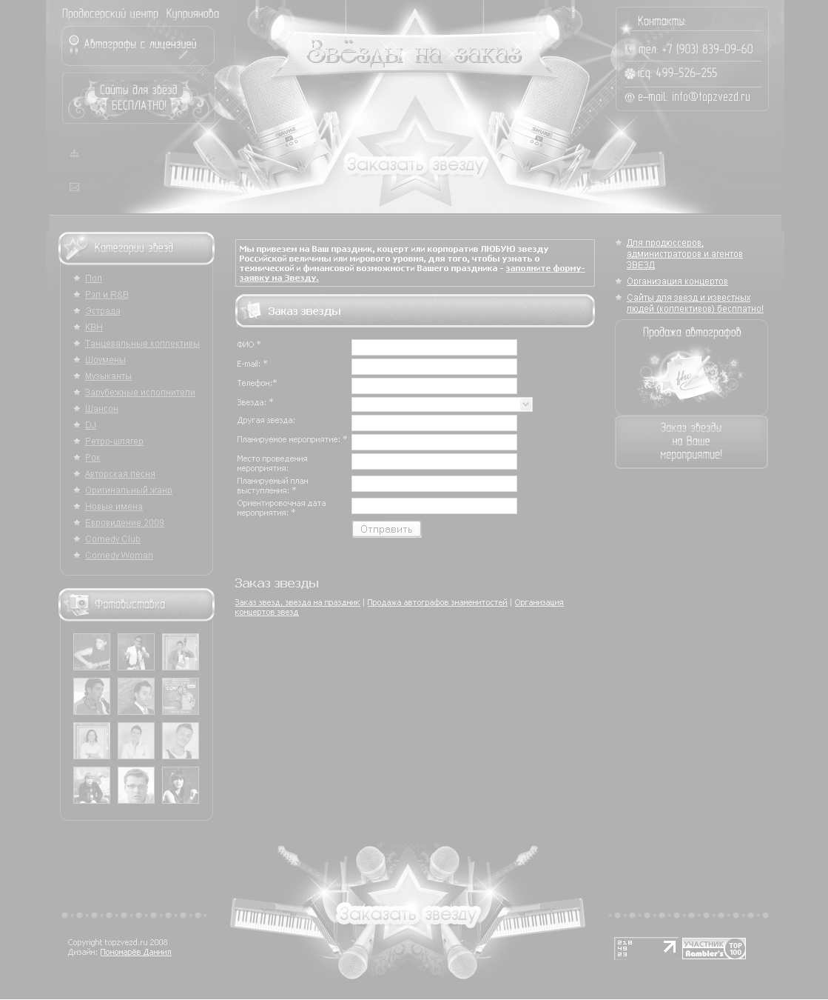 Продюсерский центр Куприянова
Автографы с лицензией
Сайты для звёзд
БЕСПЛАТНО!
Звёзды на заказ
SHURE
SHURE
Заказать звезду
Контакты:
тел: +7 (903) 839-09-60
icq: 499-526-255
e-mail: info@topzvezd.ru
Категории звёзд
Поп
Рэп и R&B
Эстрада
КВН
Танцевальные коллективы
Шоумены
Музыканты
Зарубежные исполнители
Шансон
DJ
Ретро-шлягер
Рок
Авторская песня
Оригинальный жанр
Новые имена
Евровидение 2009
Comedy Club
Comedy Woman
Фотовыставка
Мы привезем на Ваш праздник, коцерт или корпоратив ЛЮБУЮ звезду
Российской величины или мирового уровня, для того, чтобы узнать о
технической и финансовой возможности Вашего праздника - заполните форму-
заявку на Звезду.
Заказ звезды
ФИО *
E-mail: *
Телефон:*
Звезда: *
Другая звезда:
Планируемое мероприятие: *
Место проведения
мероприятия:
Планируемый план
выступления: *
Ориентировочная дата
мероприятия: *
Отправить
Заказ звезды
Заказ звезд, звезда на праздник | Продажа автографов знаменитостей | Организация
концертов звезд
Для продюссеров,
администраторов и агентов
ЗВЕЗД
Организация концертов
Сайты для звезд и известных
людей (коллективов) бесплатно!
Продажа автографов
Заказ звезды
на Ваше
мероприятие!
Заказать звезду
Copyright topzvezd.ru 2008
Дизайн: Пономарёв Даниил
218
49
23
УЧАСТНИК
Rambler's
TOP
100